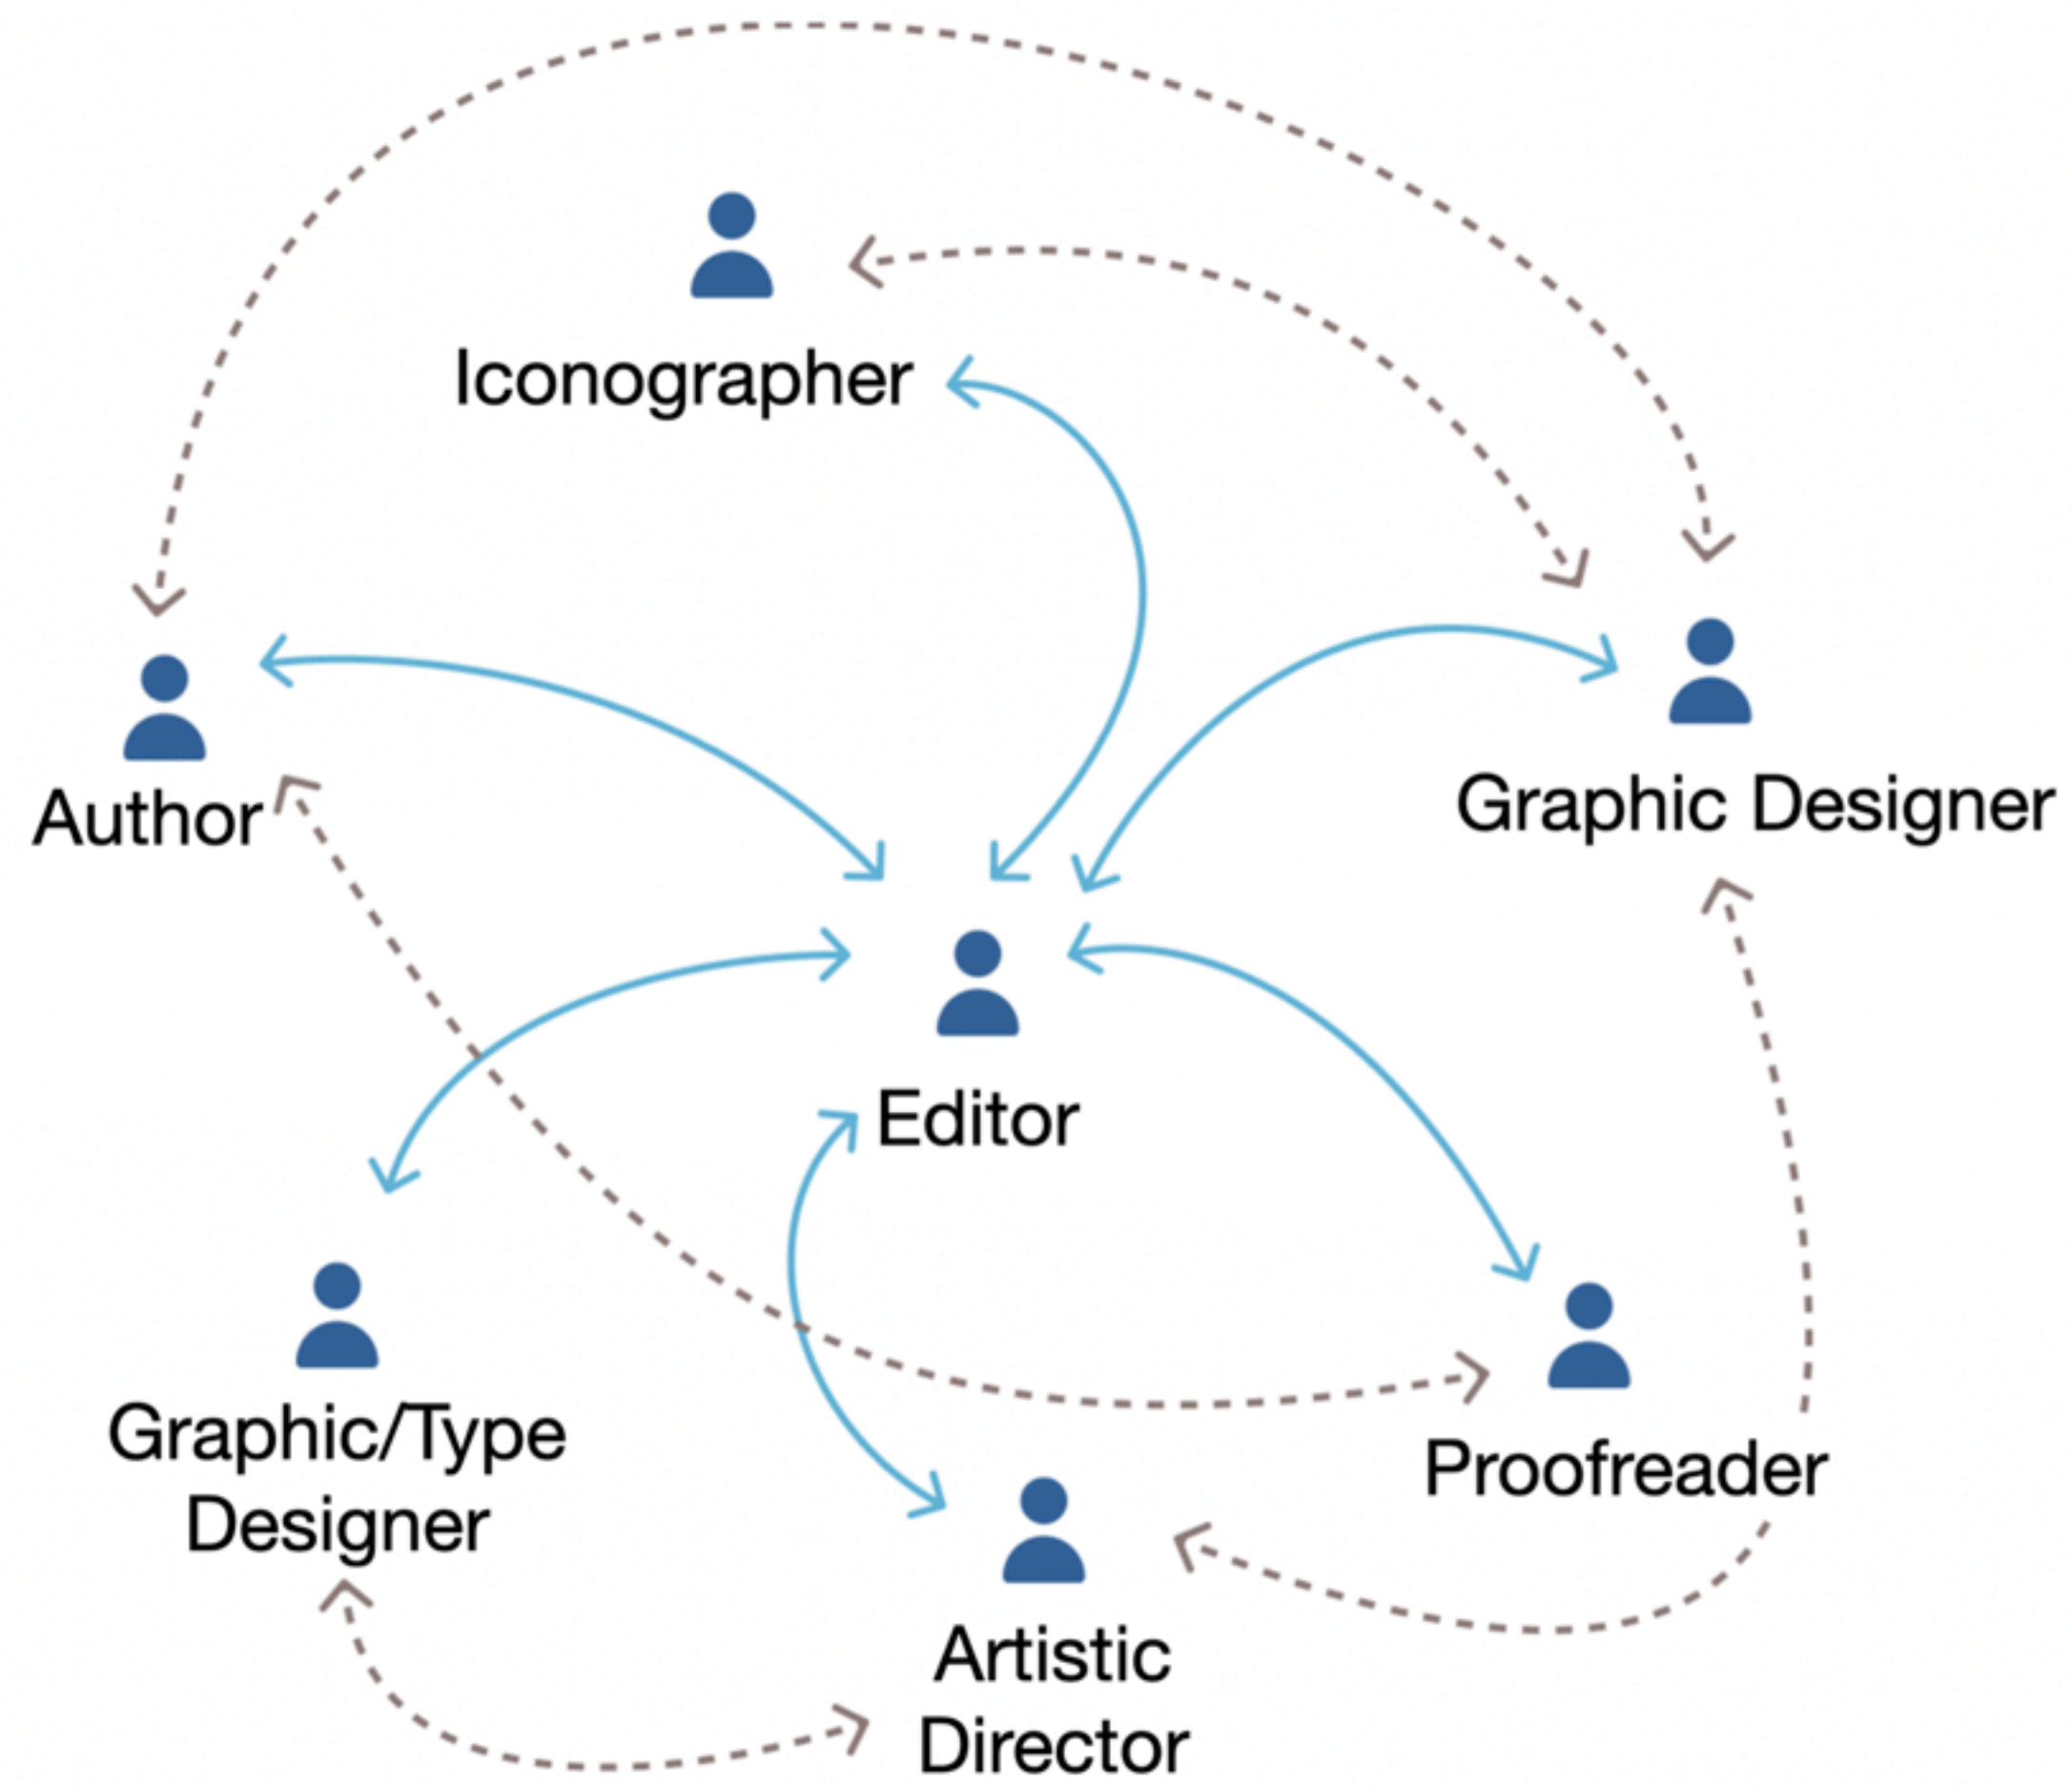 Iconographer
Author
Graphic Designer
Editor
Graphic/Type
Designer
Proofreader
Artistic
Director